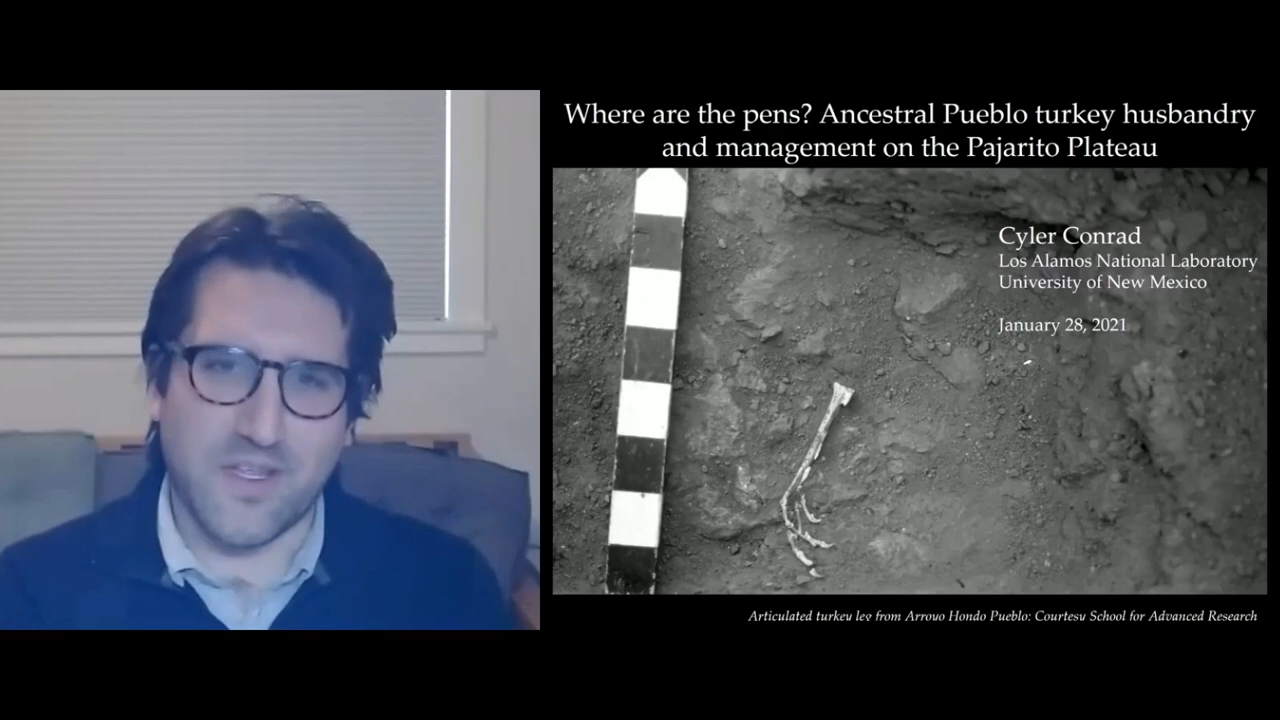 Where are the pens? Ancestral Pueblo turkey husbandry
and management on the Pajarito Plateau
Cyler Conrad
Los Alamos National Laboratory
University of New Mexico
January 28, 2021
Articulated turkey leg from Arroyo Hondo Pueblo: Courtesy School for Advanced Research